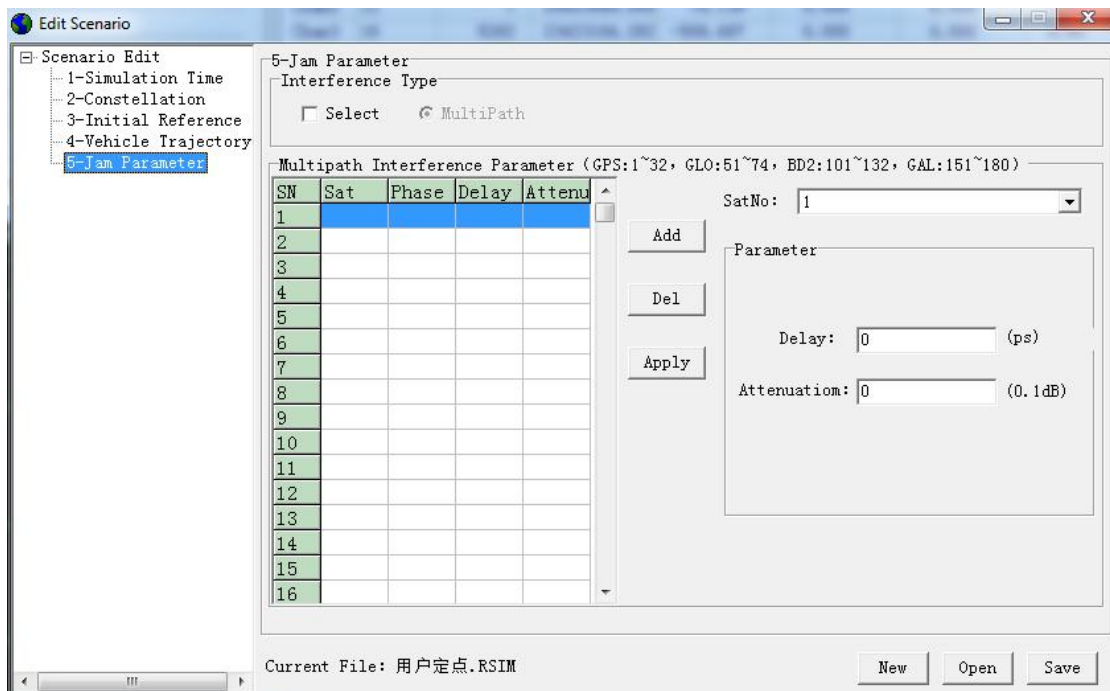 Edit Scenario
Scenario Edit
1-Simulation Time
2-Constellation
3-Initial Reference
4-Vehicle Trajectory
5-Jam Parameter
5-Jam Parameter
Interference Type
Select MultiPath
Multipath Interference Parameter (GPS:1~32, GLO:51~74, BD2:101~132, GAL:151~180)
SN Sat Phase Delay Attenu
1
2
3
4
5
6
7
8
9
10
11
12
13
14
15
16
Add
Del
Apply
SatNo: 1
Parameter
Delay: 0 (ps)
Attenuatiom: 0 (0.1dB)
Current File: 用户定点.RSIM
New Open Save